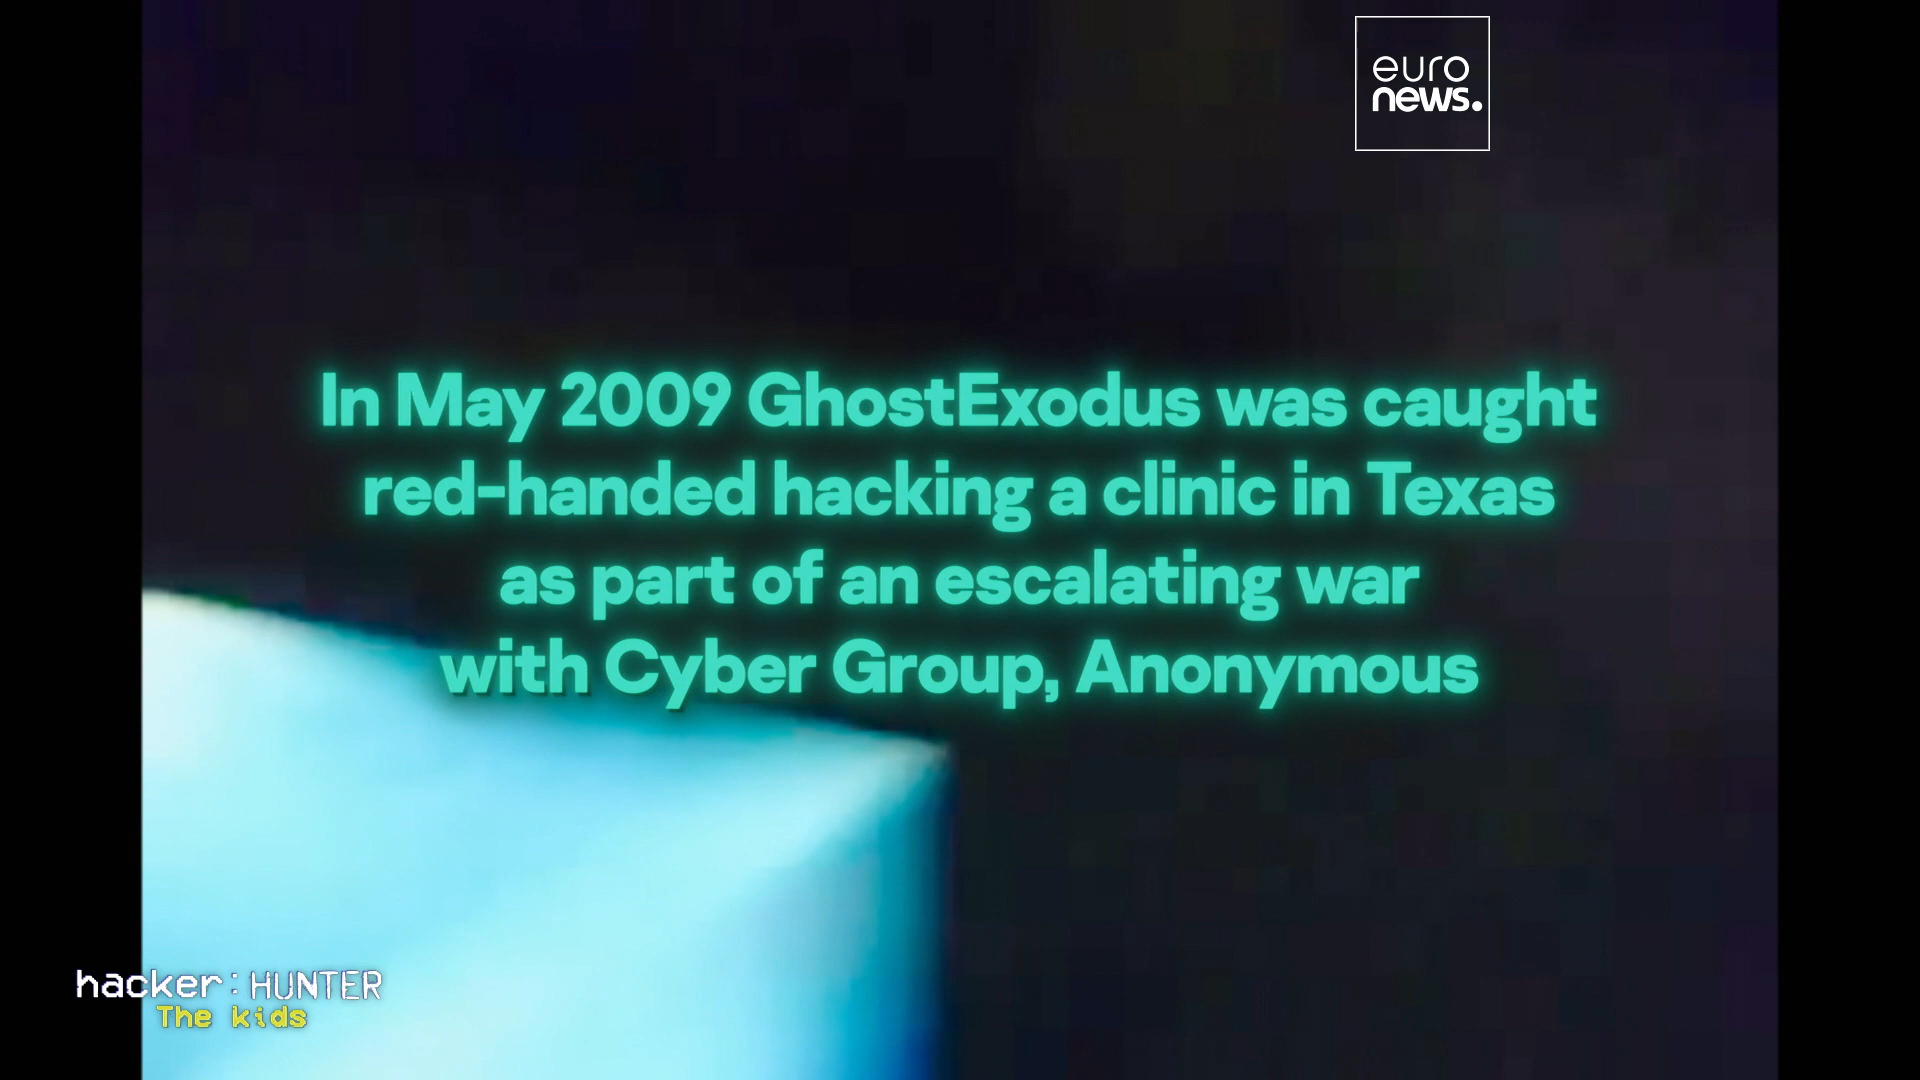 euro
news.
In May 2009 GhostExodus was caught
red-handed hacking a clinic in Texas
as part of an escalating war
with Cyber Group, Anonymous
hacker:HUNTER
The kids